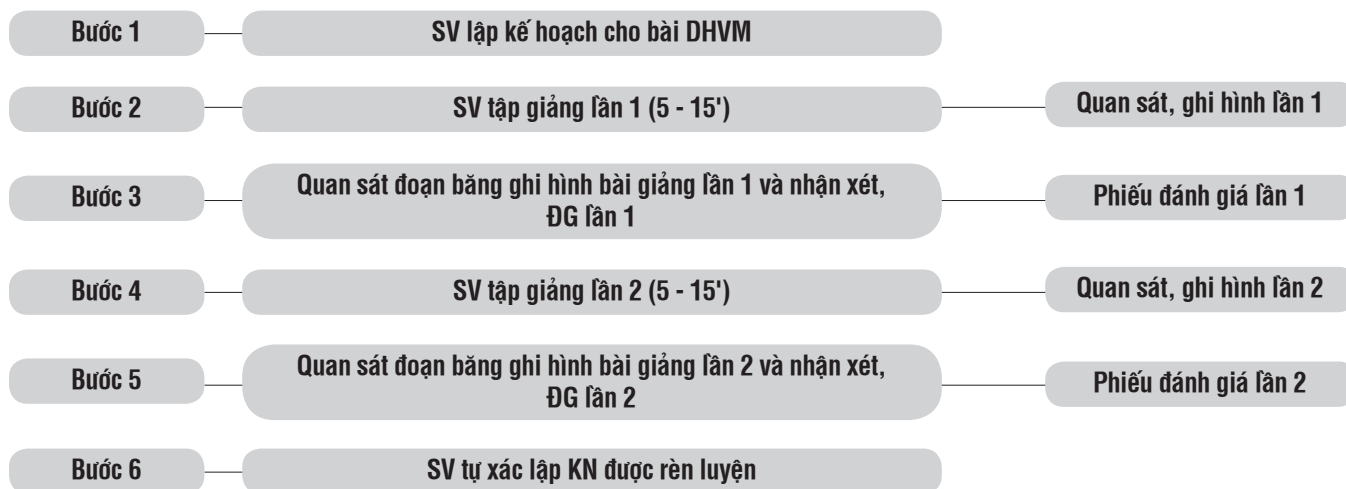 Bước 1
SV lập kế hoạch cho bài DHVM
Bước 2
SV tập giảng lần 1 (5 - 15')
Quan sát, ghi hình lần 1
Bước 3
Quan sát đoạn băng ghi hình bài giảng lần 1 và nhận xét,
ĐG lần 1
Phiếu đánh giá lần 1
Bước 4
SV tập giảng lần 2 (5 - 15')
Quan sát, ghi hình lần 2
Bước 5
Quan sát đoạn băng ghi hình bài giảng lần 2 và nhận xét,
ĐG lần 2
Phiếu đánh giá lần 2
Bước 6
SV tự xác lập KN được rèn luyện